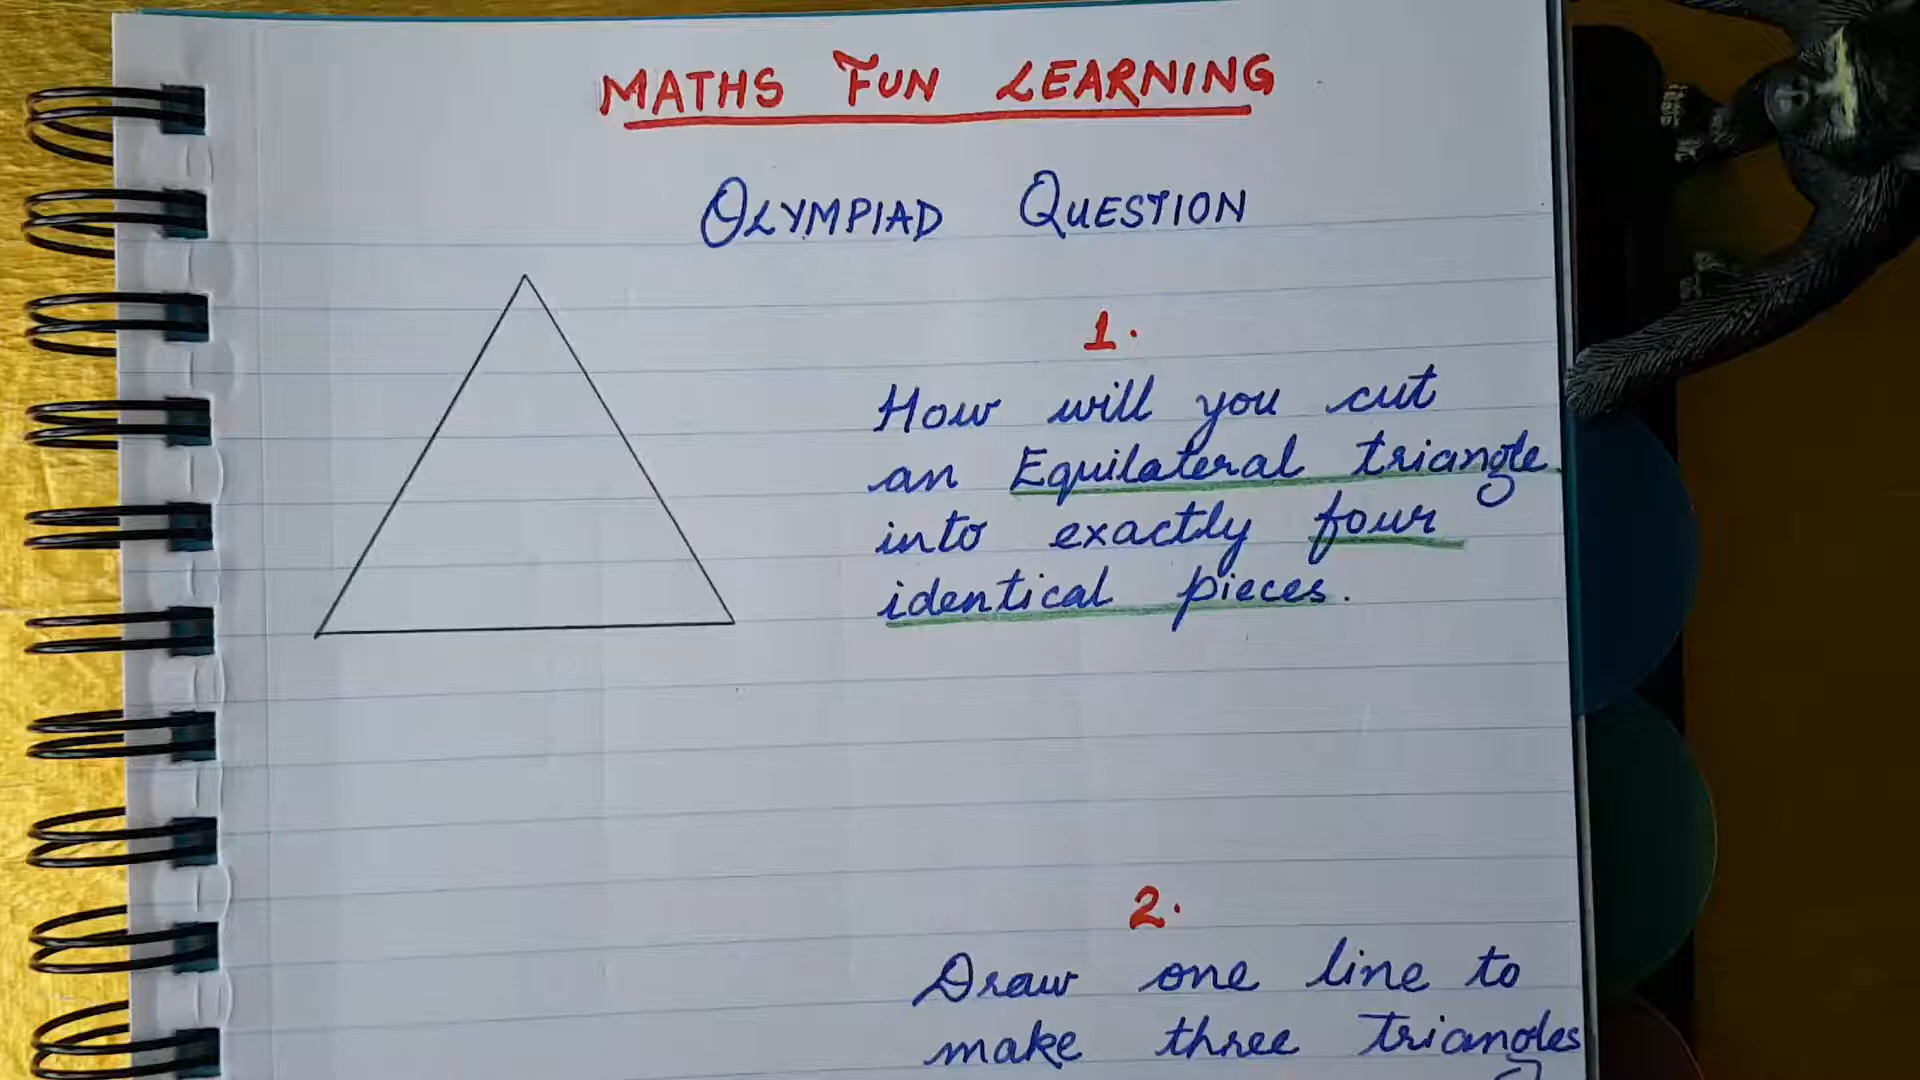 MATHS FUN LEARNING
OLYMPIAD QUESTION
1.
How will you cut
an Equilateral triangle
into exactly four
identical pieces.
2.
Draw one line to
make three triangles